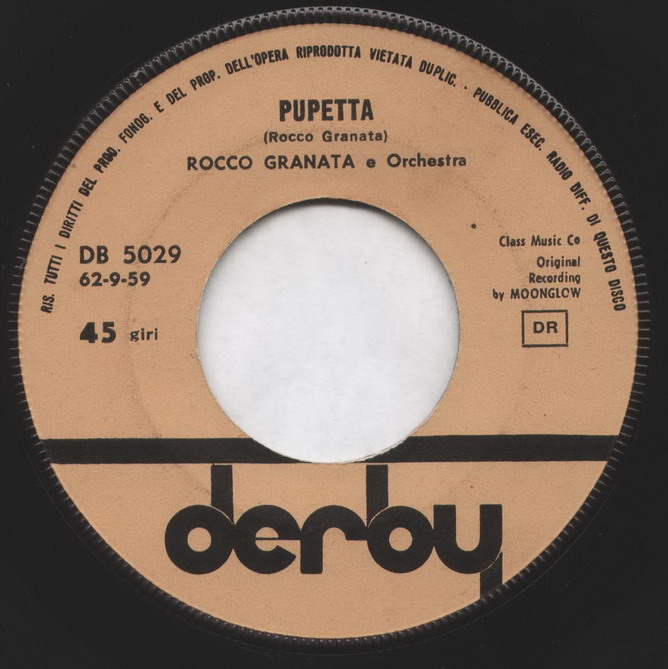 RIS. TUTTI I DIRITTI DEL PROD. FONOG. E DEL PROP. DELL'OPERA RIPRODOTTA VIETATA DUPLIC. . PUBBLICA ESEC. RADIO DIFF. DI QUESTO DISCO
PUPETTA
(Rocco Granata)
ROCCO GRANATA e Orchestra
DB 5029
62-9-59
45 giri
Class Music Co
Original
Recording
by MOONGLOW
DR
derby